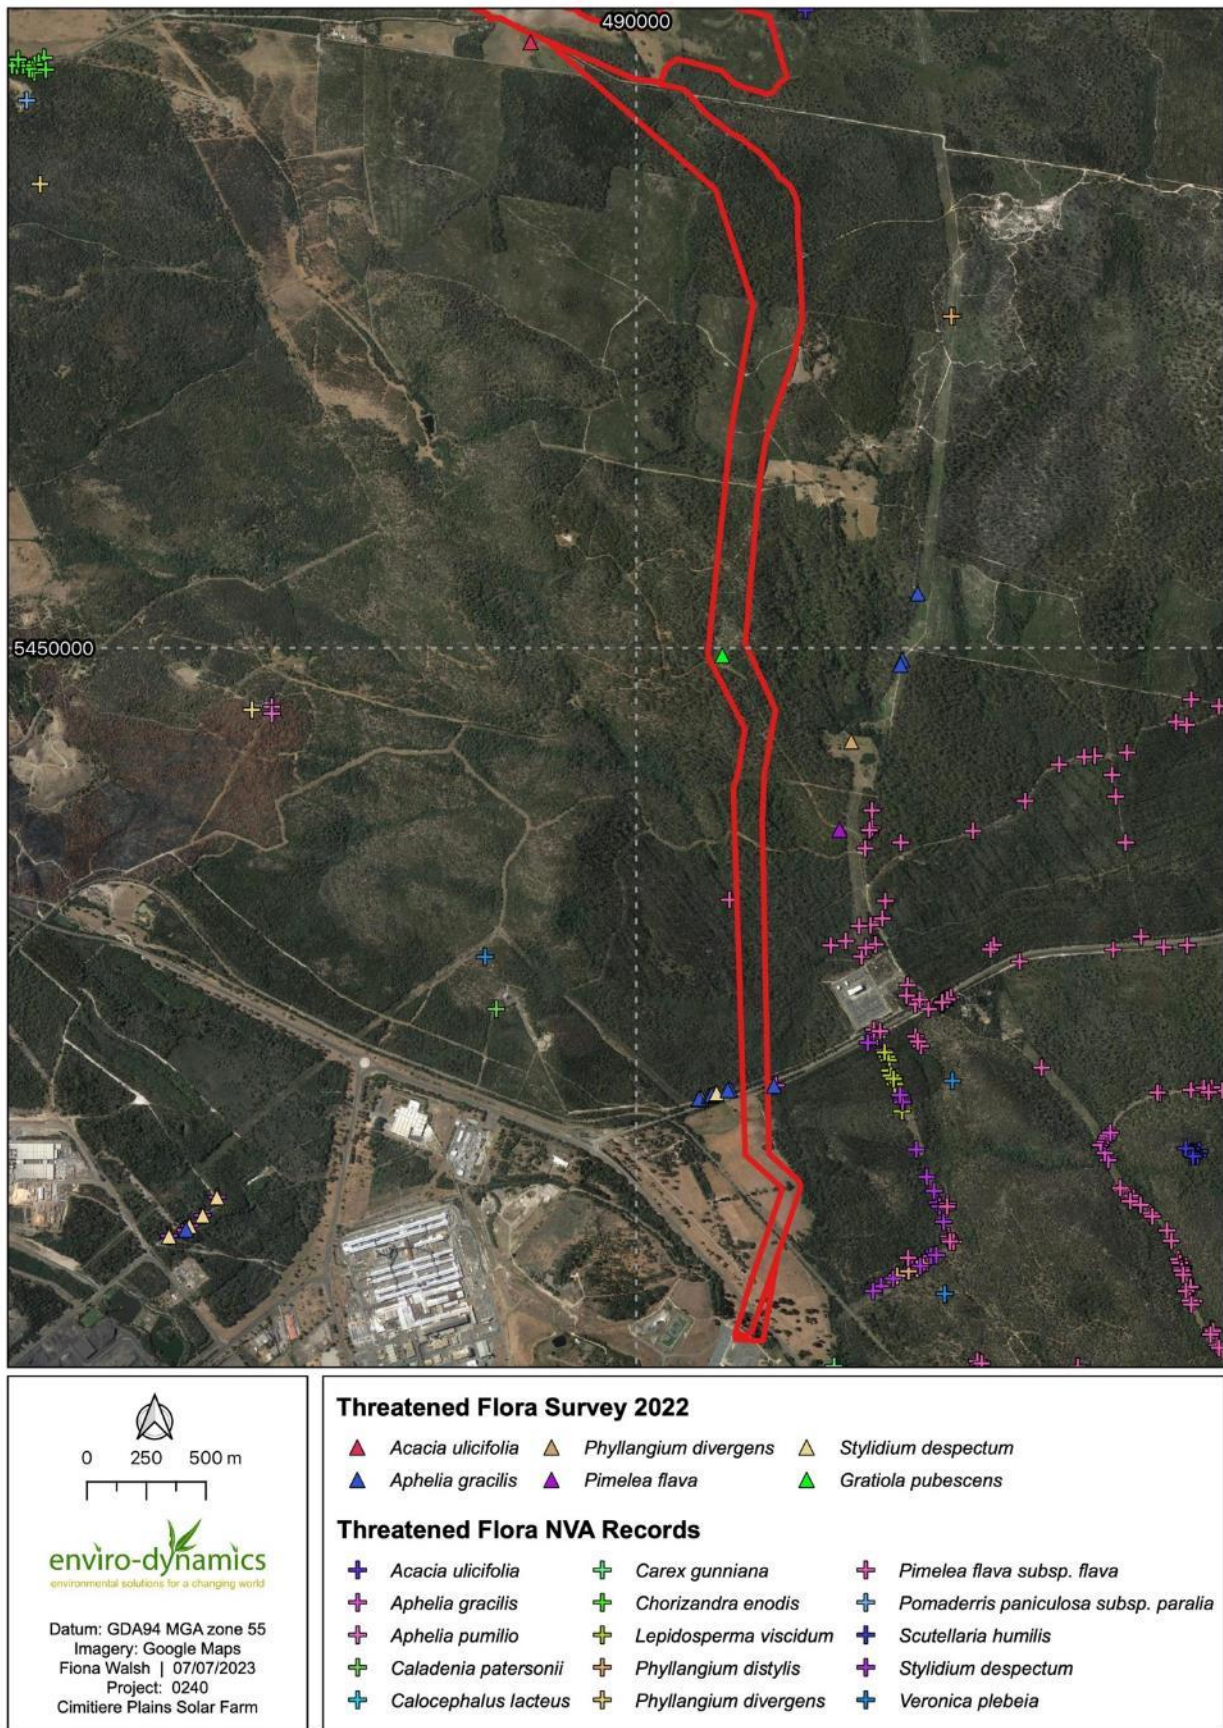 490000
5450000
0 250 500 m
enviro-dynamics
environmental solutions for a changing world
Datum: GDA94 MGA zone 55
Imagery: Google Maps
Fiona Walsh | 07/07/2023
Project: 0240
Cimitiere Plains Solar Farm
Threatened Flora Survey 2022
Acacia ulicifolia Phyllangium divergens Stylidium despectum
Aphelia gracilis Pimelea flava Gratiola pubescens
Threatened Flora NVA Records
Acacia ulicifolia Carex gunniana Pimelea flava subsp. flava
Aphelia gracilis Chorizandra enodis Pomaderris paniculosa subsp. paralia
Aphelia pumilio Lepidosperma viscidum Scutellaria humilis
Caladenia patersonii Phyllangium distylis Stylidium despectum
Calocephalus lacteus Phyllangium divergens Veronica plebeia